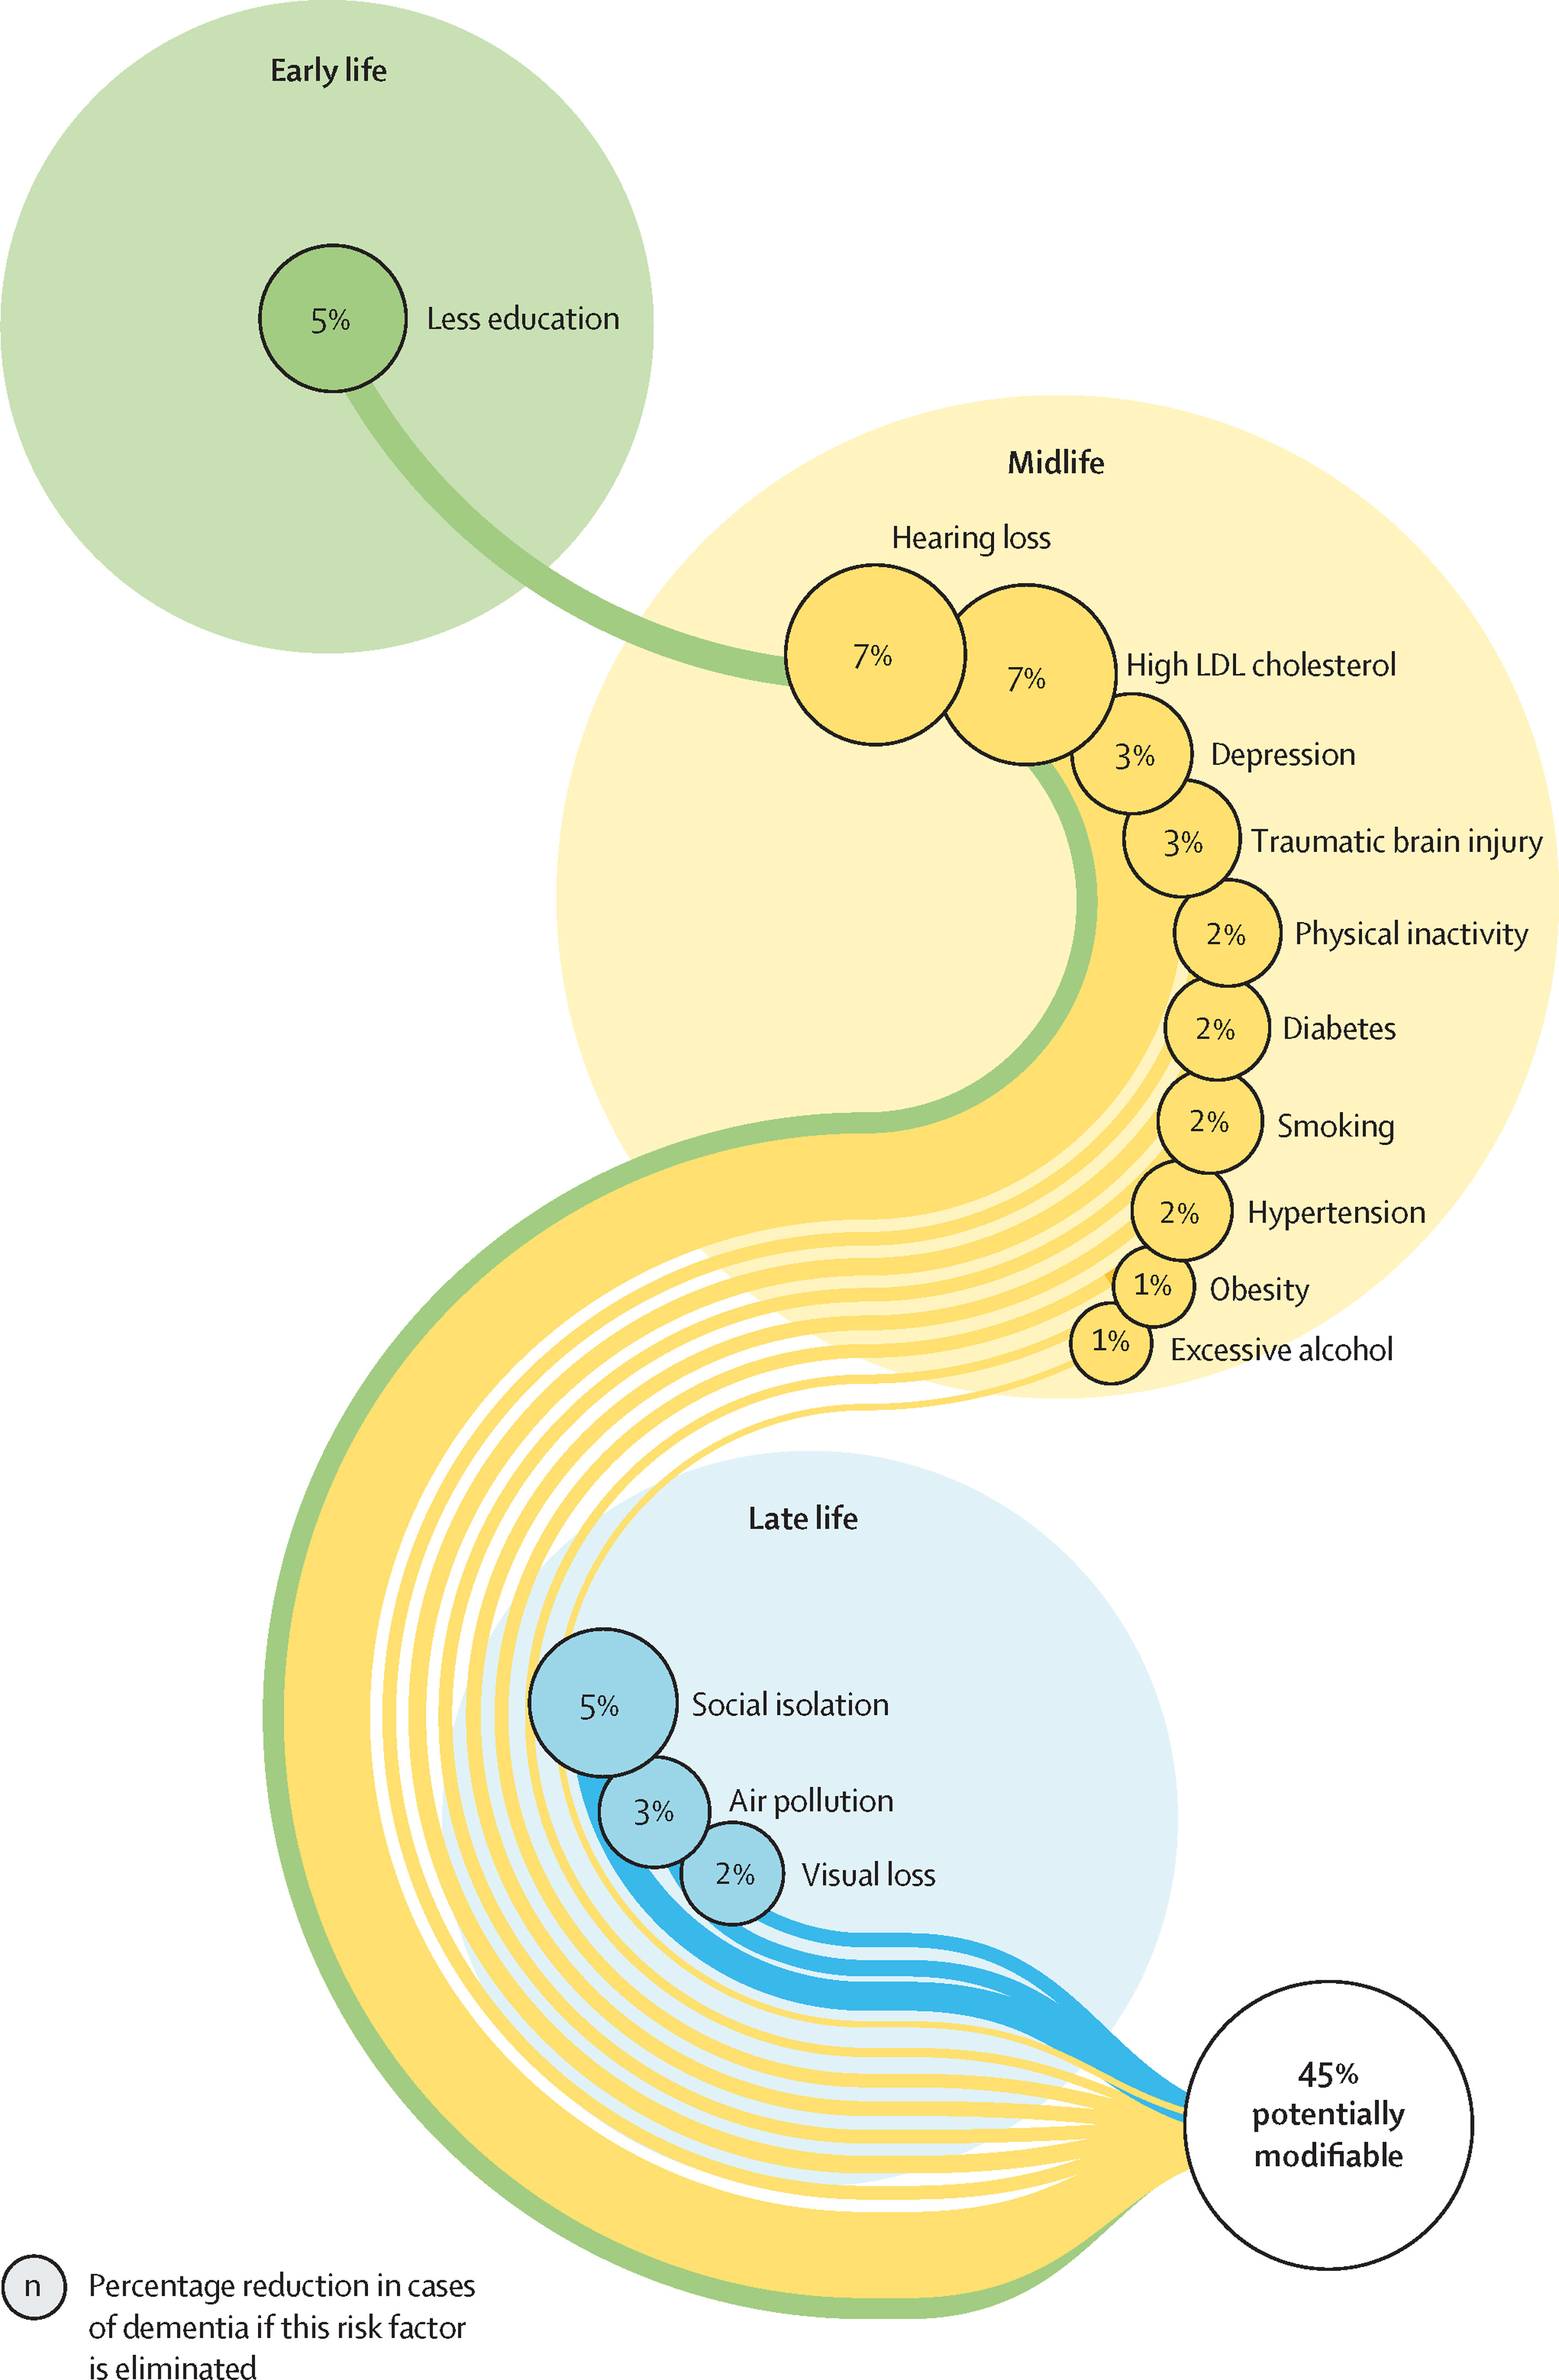 Early life
5%
Less education
Midlife
Hearing loss
7%
7%
High LDL cholesterol
3%
Depression
3%
Traumatic brain injury
2%
Physical inactivity
2%
Diabetes
2%
Smoking
2%
Hypertension
1%
Obesity
1%
Excessive alcohol
Late life
5%
Social isolation
3%
Air pollution
2%
Visual loss
45%
potentially
modifiable
n
Percentage reduction in cases
of dementia if this risk factor
is eliminated